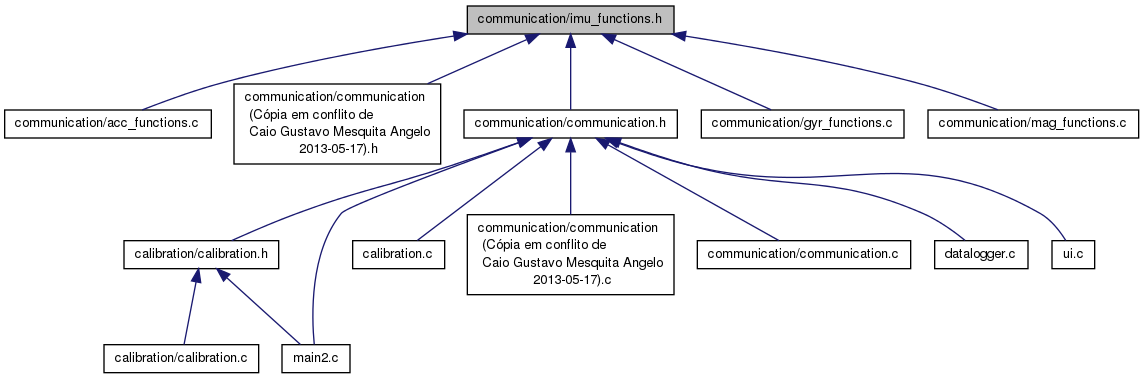 communication/imu_functions.h
communication/acc_functions.c
communication/communication
(Cópia em conflito de
Caio Gustavo Mesquita Angelo
2013-05-17).h
communication/communication.h
communication/gyr_functions.c
communication/mag_functions.c
calibration/calibration.h
calibration.c
communication/communication
(Cópia em conflito de
Caio Gustavo Mesquita Angelo
2013-05-17).c
communication/communication.c
datalogger.c
ui.c
calibration/calibration.c
main2.c